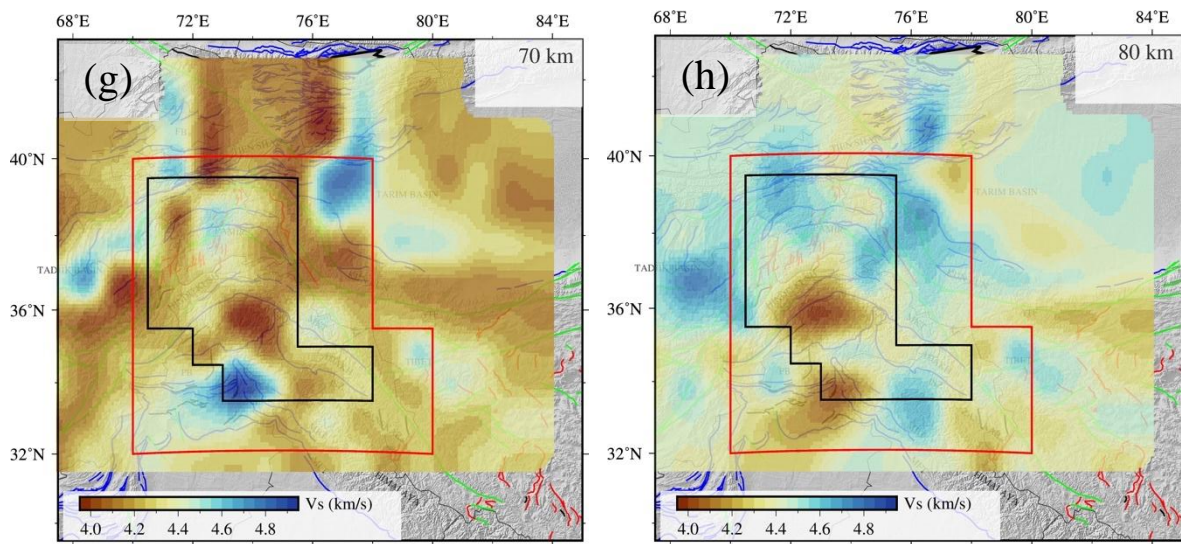 68°E 72°E 76°E 80°E 84°E
(g) 70 km
40°N
TARIM BASIN
36°N
32°N
HIMALAYA
Vs (km/s)
4.0 4.2 4.4 4.6 4.8
68°E 72°E 76°E 80°E 84°E
(h) 80 km
40°N
TARIM BASIN
36°N
32°N
HIMALAYA
Vs (km/s)
4.0 4.2 4.4 4.6 4.8